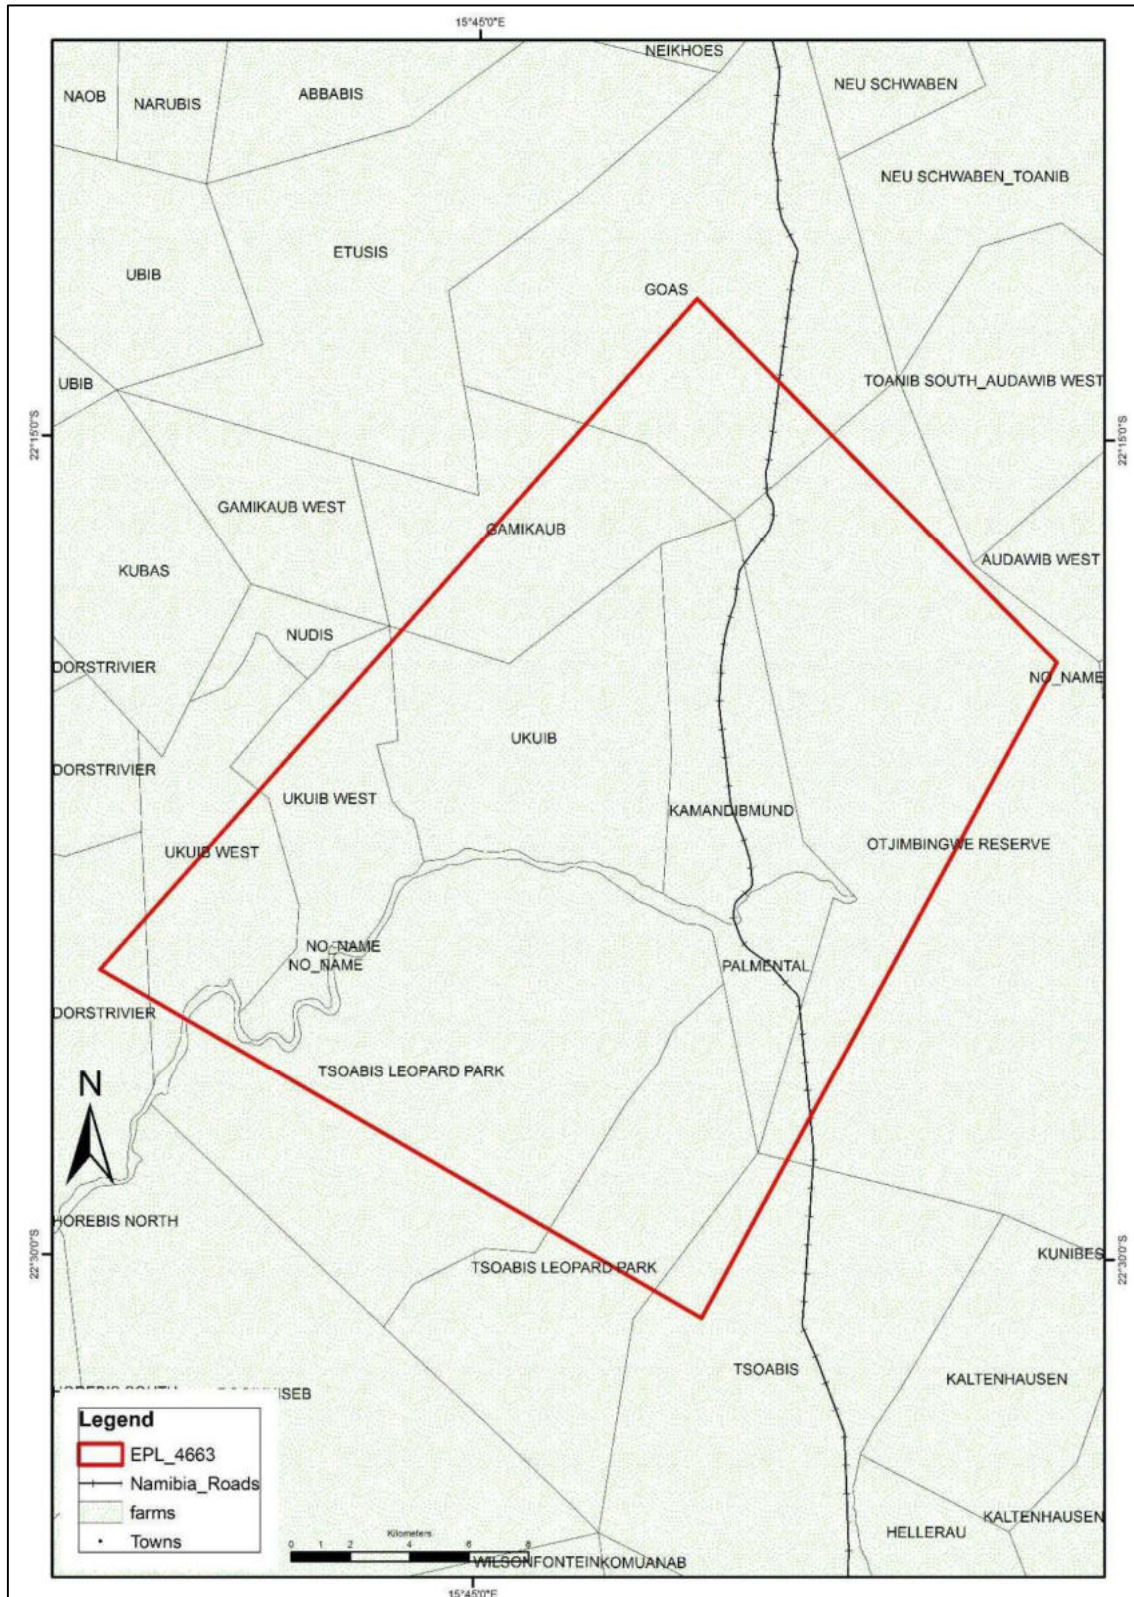 15°45'0"E
NEIKHOES
NEU SCHWABEN
NAOB
NARUBIS
ABBABIS
NEU SCHWABEN_TOANIB
ETUSIS
UBIB
GOAS
UBIB
TOANIB SOUTH_AUDAWIB WEST
22°15'0"S
22°15'0"S
GAMIKAUB WEST
GAMIKAUB
AUDAWIB WEST
KUBAS
NUDIS
DORSTRIVIER
NO_NAME
UKUIB
DORSTRIVIER
UKUIB WEST
KAMANDIBMUND
OTJIMBINGWE RESERVE
UKUIB WEST
NO_NAME
NO_NAME
PALMENTAL
DORSTRIVIER
TSOABIS LEOPARD PARK
N
HOREBIS NORTH
22°30'0"S
22°30'0"S
KUNIBES
TSOABIS LEOPARD PARK
TSOABIS
KALTENHAUSEN
Legend
EPL_4663
Namibia_Roads
farms
Towns
KALTENHAUSEN
HELLERAU
Kilometers
0 1 2 4 6 8
WILSONFONTEINKOMUANAB
15°45'0"E